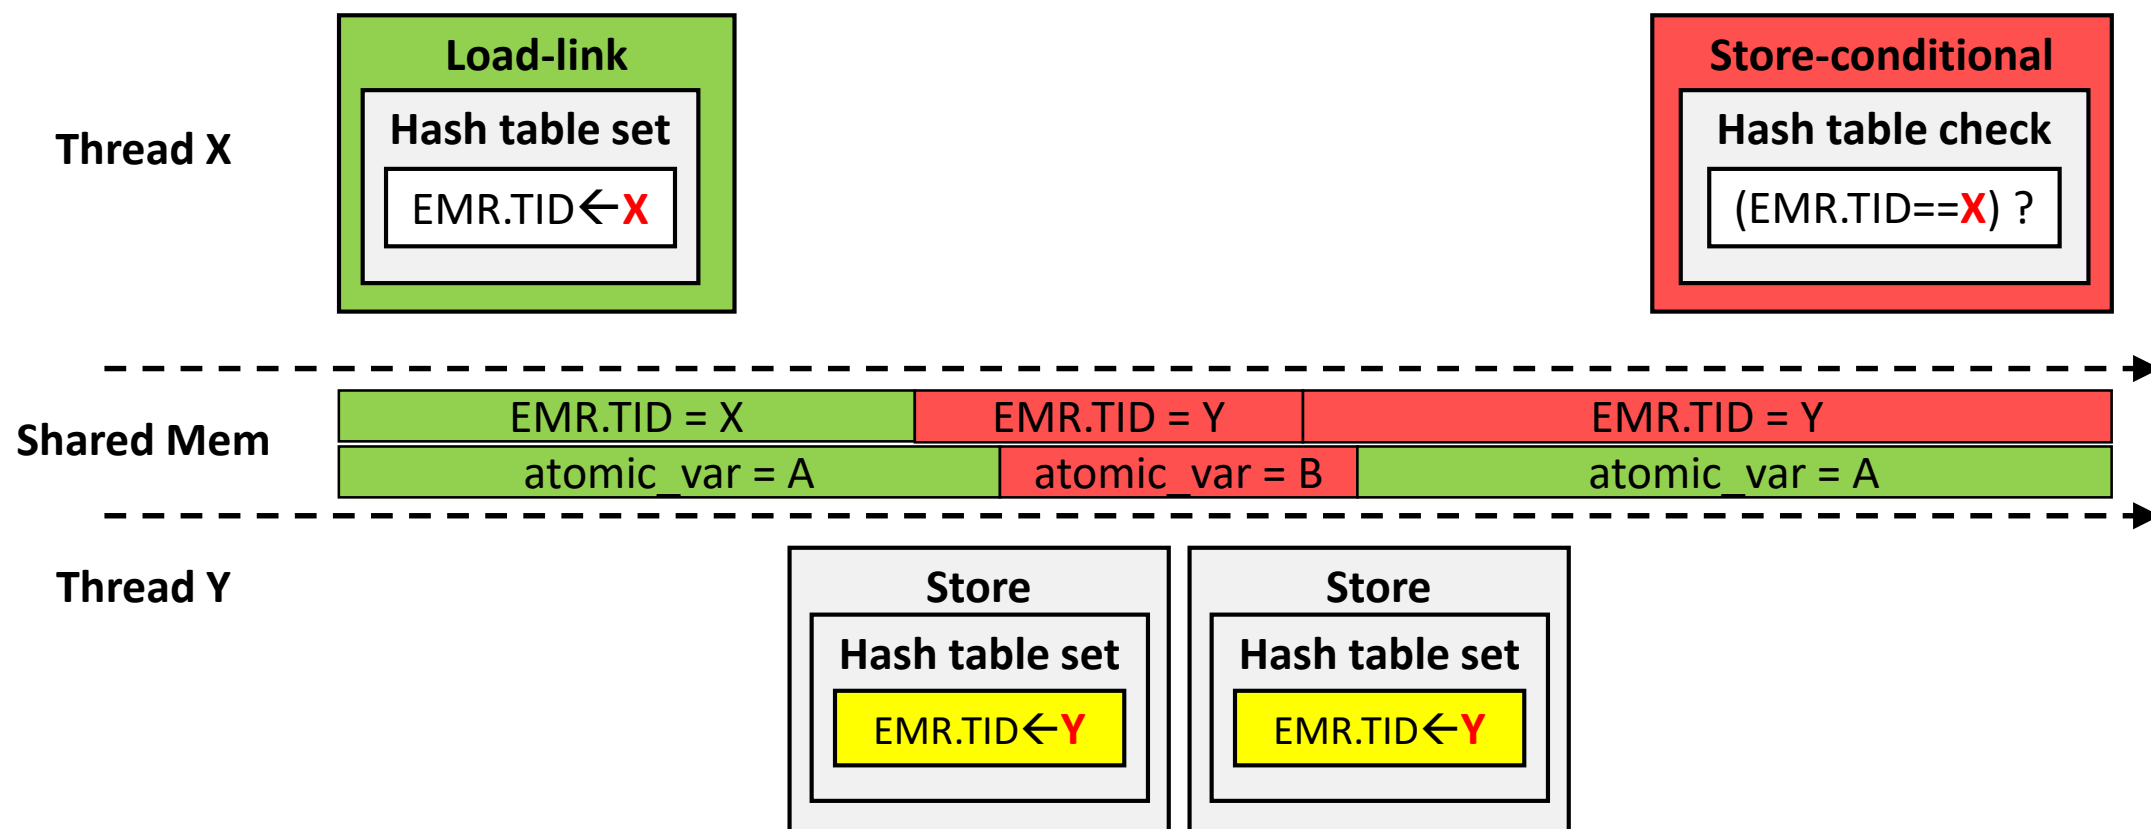 Thread X
Load-link
Hash table set
EMR.TID←X
Store-conditional
Hash table check
(EMR.TID==X) ?
Shared Mem
EMR.TID = X
EMR.TID = Y
EMR.TID = Y
atomic_var = A
atomic_var = B
atomic_var = A
Thread Y
Store
Hash table set
EMR.TID←Y
Store
Hash table set
EMR.TID←Y